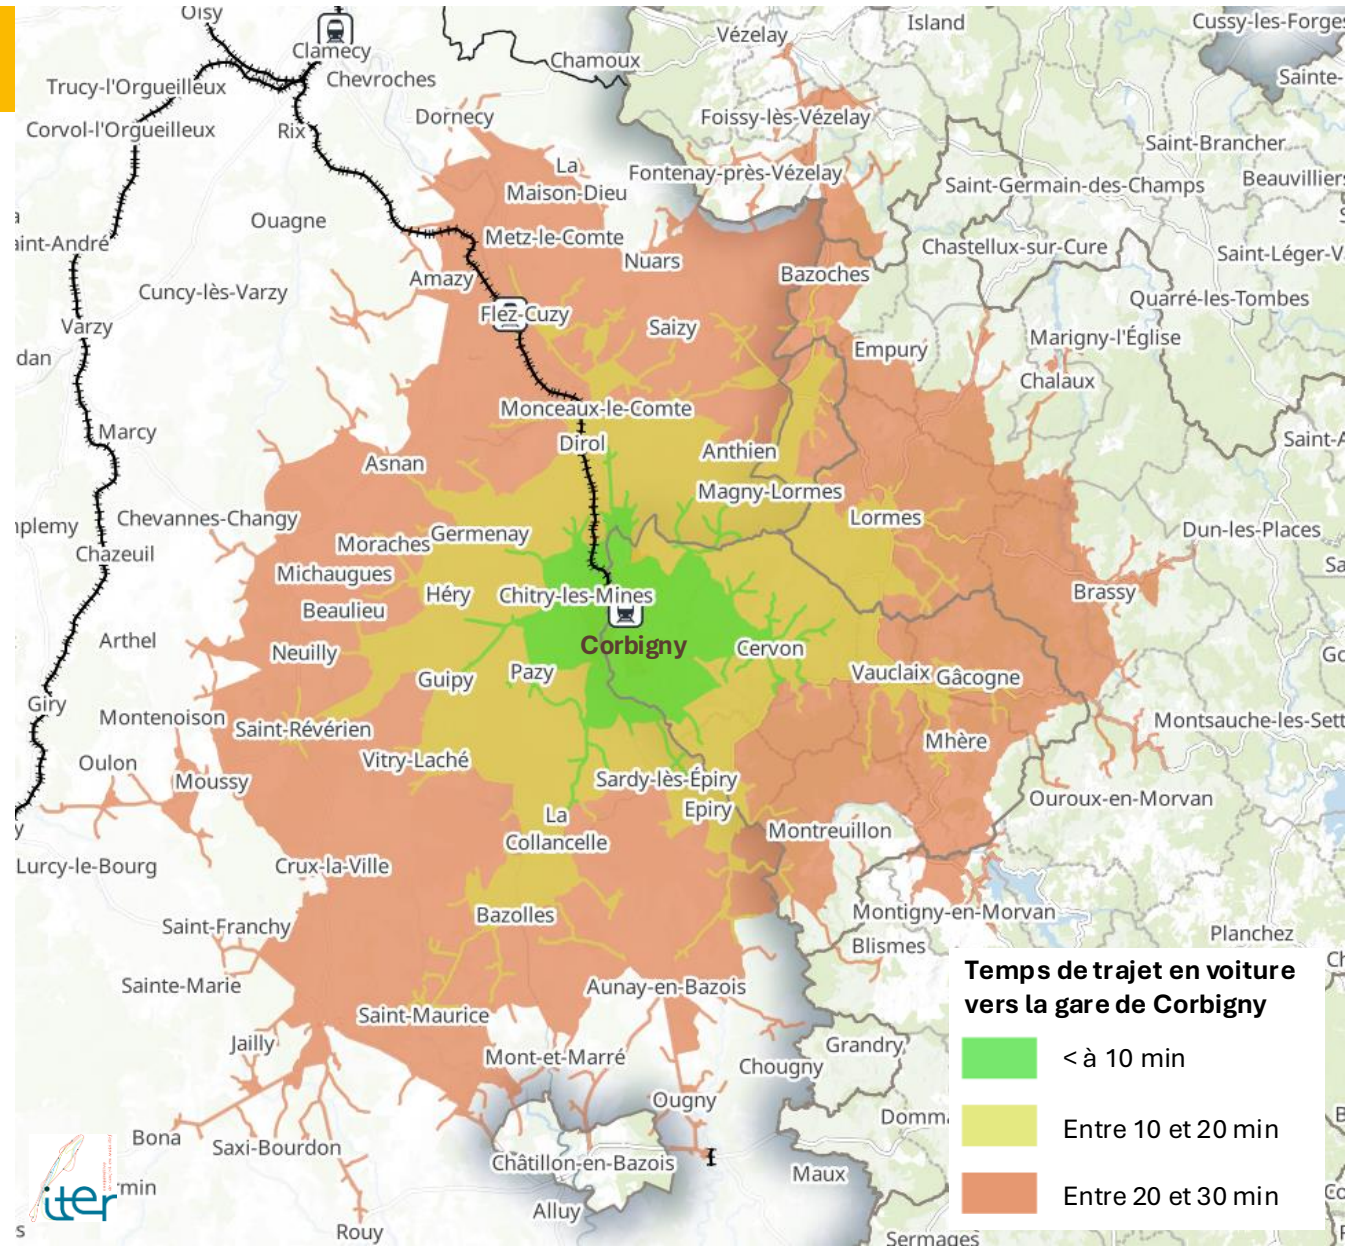 Oisy
Clamecy
Chevroches
Trucy-l'Orgueilleux
Corvol-l'Orgueilleux
Rix
Dornecy
Chamoux
Vézelay
Island
Cussy-les-Forges
Sainte-
Foissy-lès-Vézelay
Saint-Brancher
La
Maison-Dieu
Fontenay-près-Vézelay
Saint-Germain-des-Champs
Beauvilliers
Ouagne
aint-André
Metz-le-Comte
Nuars
Chastellux-sur-Cure
Saint-Léger-V
Amazy
Bazoches
Cuncy-lès-Varzy
Quarré-les-Tombes
Flez-Cuzy
Varzy
Saizy
Empury
Marigny-l'Église
dan
Chalaux
Monceaux-le-Comte
Marcy
Dirol
Anthien
Saint-A
Asnan
Magny-Lormes
Chevannes-Changy
Lormes
nplemy
Germenay
Dun-les-Places
Moraches
Chazeuil
Michaugues
Sa
Héry
Chitry-les-Mines
Brassy
Beaulieu
Arthel
Corbigny
Cervon
Neuilly
Gc
Guipy
Pazy
Vauclaix
Gâcogne
Giry
Montenoison
Saint-Révérien
Montsauche-les-Sett
Mhère
Oulon
Vitry-Laché
Moussy
Sardy-lès-Épiry
Ouroux-en-Morvan
Epiry
La
Collancelle
Montreuillon
y
Lurcy-le-Bourg
Crux-la-Ville
Bazolles
Montigny-en-Morvan
Saint-Franchy
Planchez
Blismes
Ch
Sainte-Marie
Aunay-en-Bazois
Saint-Maurice
Jailly
Mont-et-Marré
Grandry
Chougny
Ougny
Domma
Bona
Saxi-Bourdon
Châtillon-en-Bazois
Maux
rmin
Alluy
Rouy
Sermages
s
Temps de trajet en voiture
vers la gare de Corbigny
< à 10 min
Entre 10 et 20 min
Entre 20 et 30 min
iter